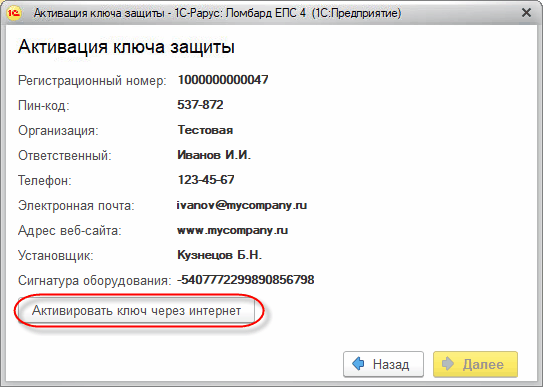 Активация ключа защиты - 1С-Рарус: Ломбард ЕПС 4 (1С:Предприятие)
Активация ключа защиты
Регистрационный номер: 1000000000047
Пин-код: 537-872
Организация: Тестовая
Ответственный: Иванов И.И.
Телефон: 123-45-67
Электронная почта: ivanov@mycompany.ru
Адрес веб-сайта: www.mycompany.ru
Установщик: Кузнецов Б.Н.
Сигнатура оборудования: -5407772299890856798
Активировать ключ через интернет
Назад Далее